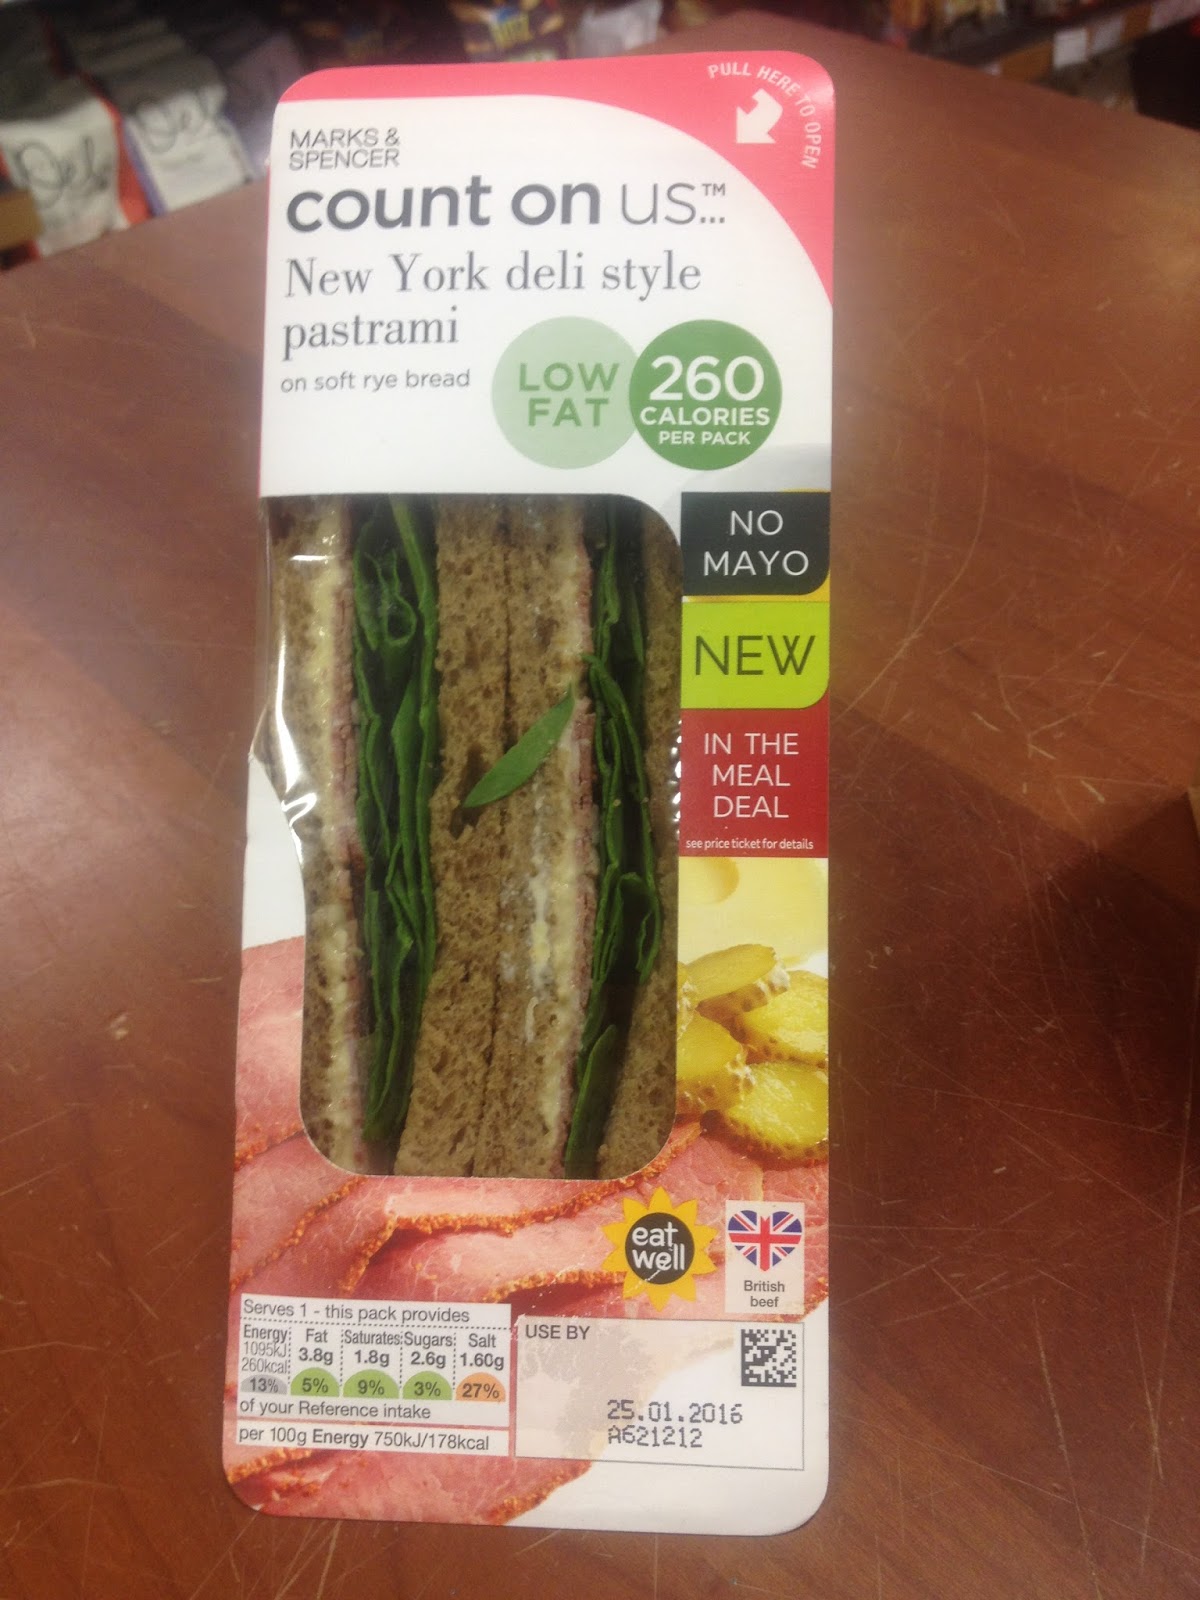 PULL HERE TO OPEN
MARKS &
SPENCER
count on us™...
New York deli style
pastrami
on soft rye bread
LOW
FAT
260
CALORIES
PER PACK
NO
MAYO
NEW
IN THE
MEAL
DEAL
see price ticket for details
eat
well
British
beef
Serves 1 - this pack provides
Energy Fat Saturates Sugars Salt
1095kJ 3.8g 1.8g 2.6g 1.60g
260kcal
13% 5% 9% 3% 27%
of your Reference intake
per 100g Energy 750kJ/178kcal
USE BY
25.01.2016
A621212